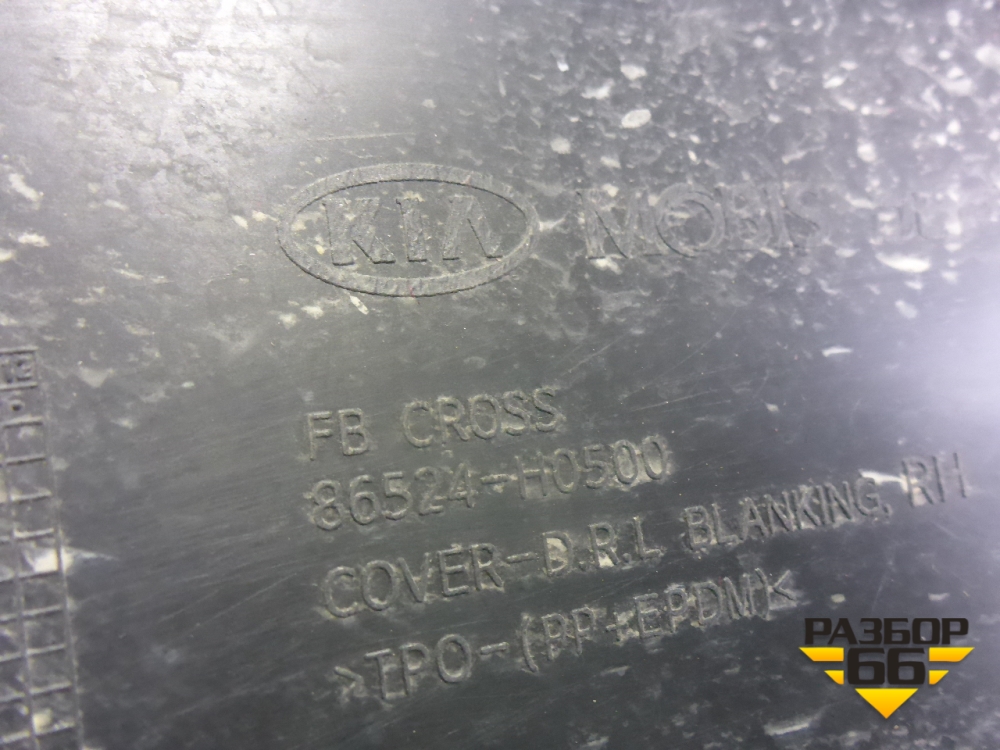 KIA MOBIS
FB CROSS
86524-H0500
COVER-D.R.L BLANKING, RH
>TPO-(PP+EPDM)<
РАЗБОР
66